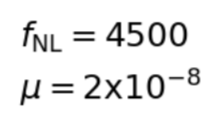 f_NL = 4500
μ = 2x10⁻⁸